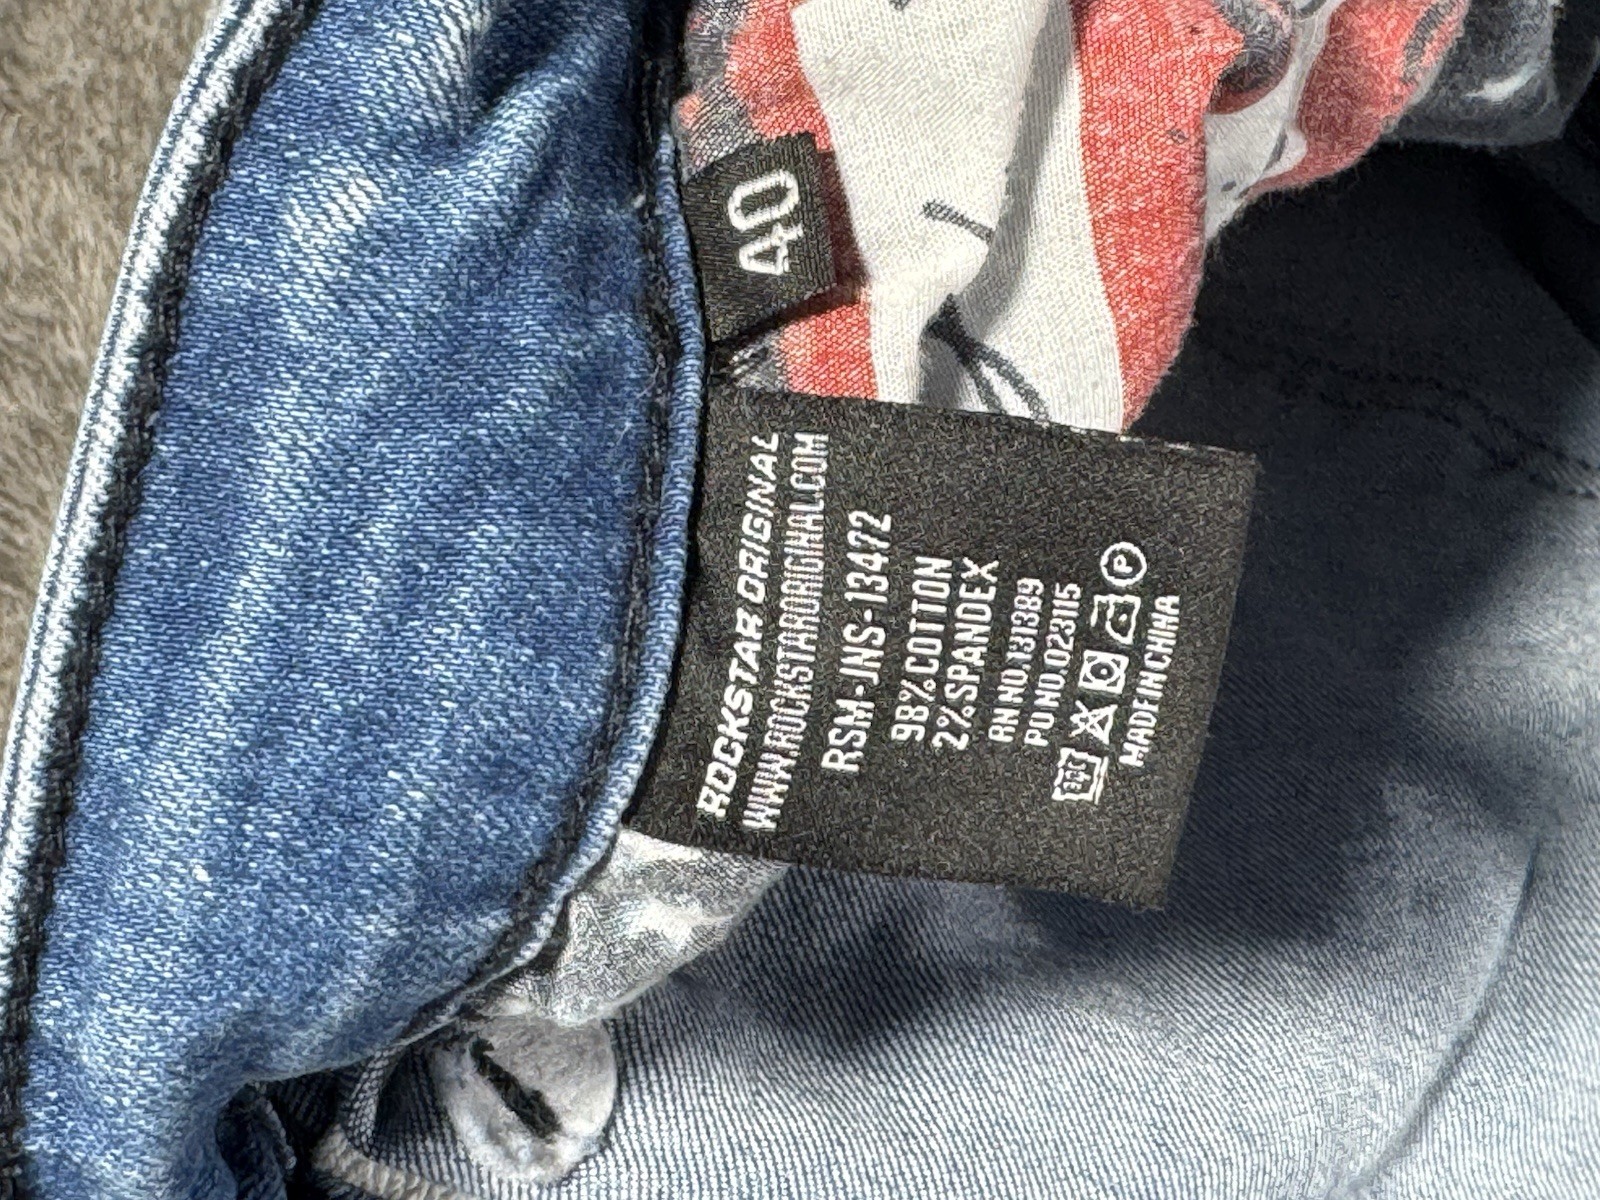 40
ROCKSTAR ORIGINAL
WWW.ROCKSTARORIGINAL.COM
RSM-JNS-13472
98% COTTON
2% SPANDEX
RN NO.131389
PU NO.023115
P
MADE IN CHINA